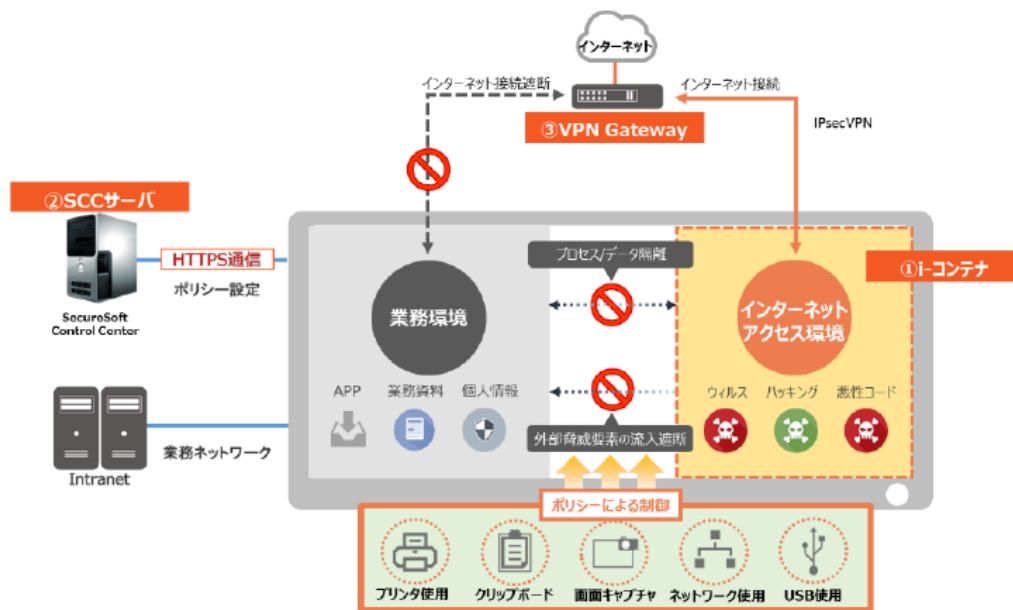 インターネット
インターネット接続遮断
インターネット接続
③VPN Gateway
IPsecVPN
②SCCサーバ
HTTPS通信
ポリシー設定
SecureSoft
Control Center
プロセス/データ隔離
①i-コンテナ
業務環境
インターネット
アクセス環境
APP
業務資料
個人情報
ウィルス
ハッキング
悪性コード
外部脅威要素の流入遮断
業務ネットワーク
Intranet
ポリシーによる制御
プリンタ使用
クリップボード
画面キャプチャ
ネットワーク使用
USB使用